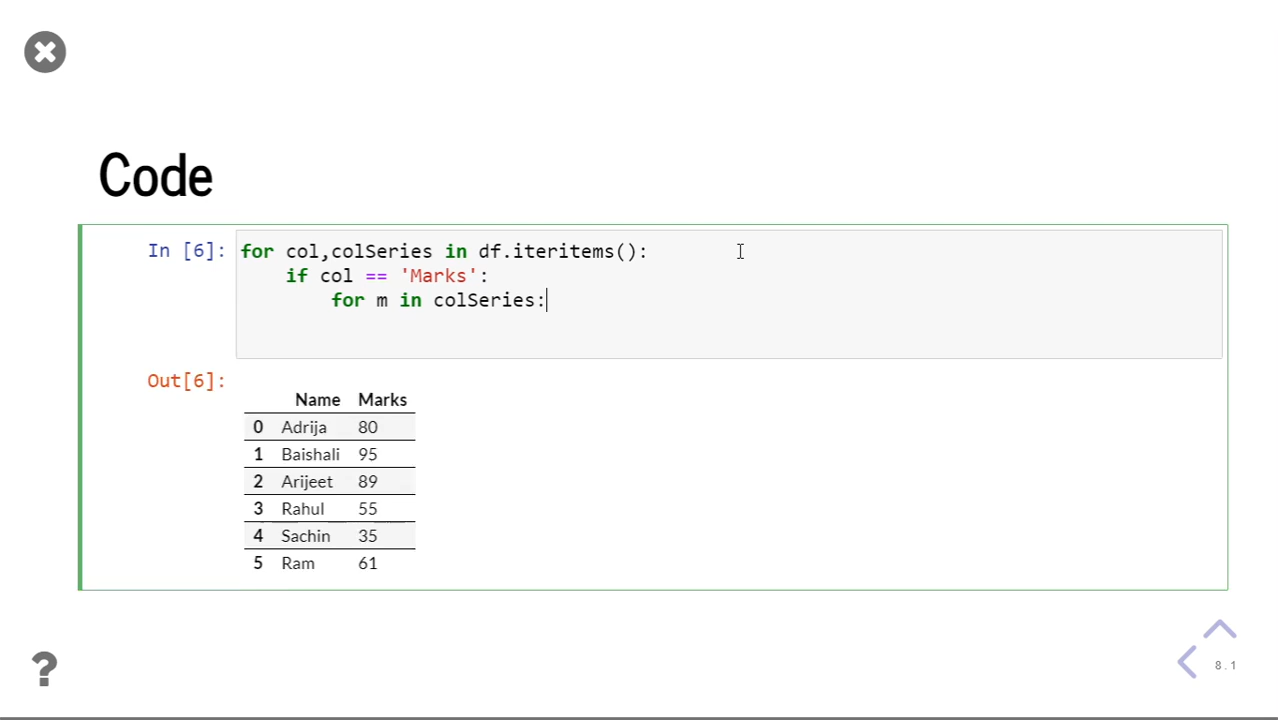 Code
In [6]:
for col,colSeries in df.iteritems():
if col == 'Marks':
for m in colSeries:
Out[6]:
Name Marks
0 Adrija 80
1 Baishali 95
2 Arijeet 89
3 Rahul 55
4 Sachin 35
5 Ram 61
?
8.1